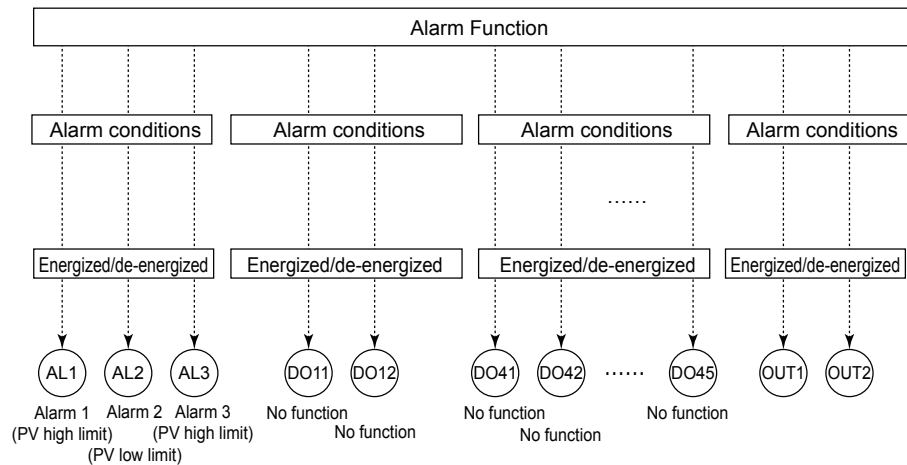 Alarm Function
Alarm conditions
Alarm conditions
Alarm conditions
Alarm conditions
......
Energized/de-energized
Energized/de-energized
Energized/de-energized
Energized/de-energized
AL1
AL2
AL3
DO11
DO12
DO41
DO42
......
DO45
OUT1
OUT2
Alarm 1
(PV high limit)
Alarm 2
(PV low limit)
Alarm 3
(PV high limit)
No function
No function
No function
No function
No function